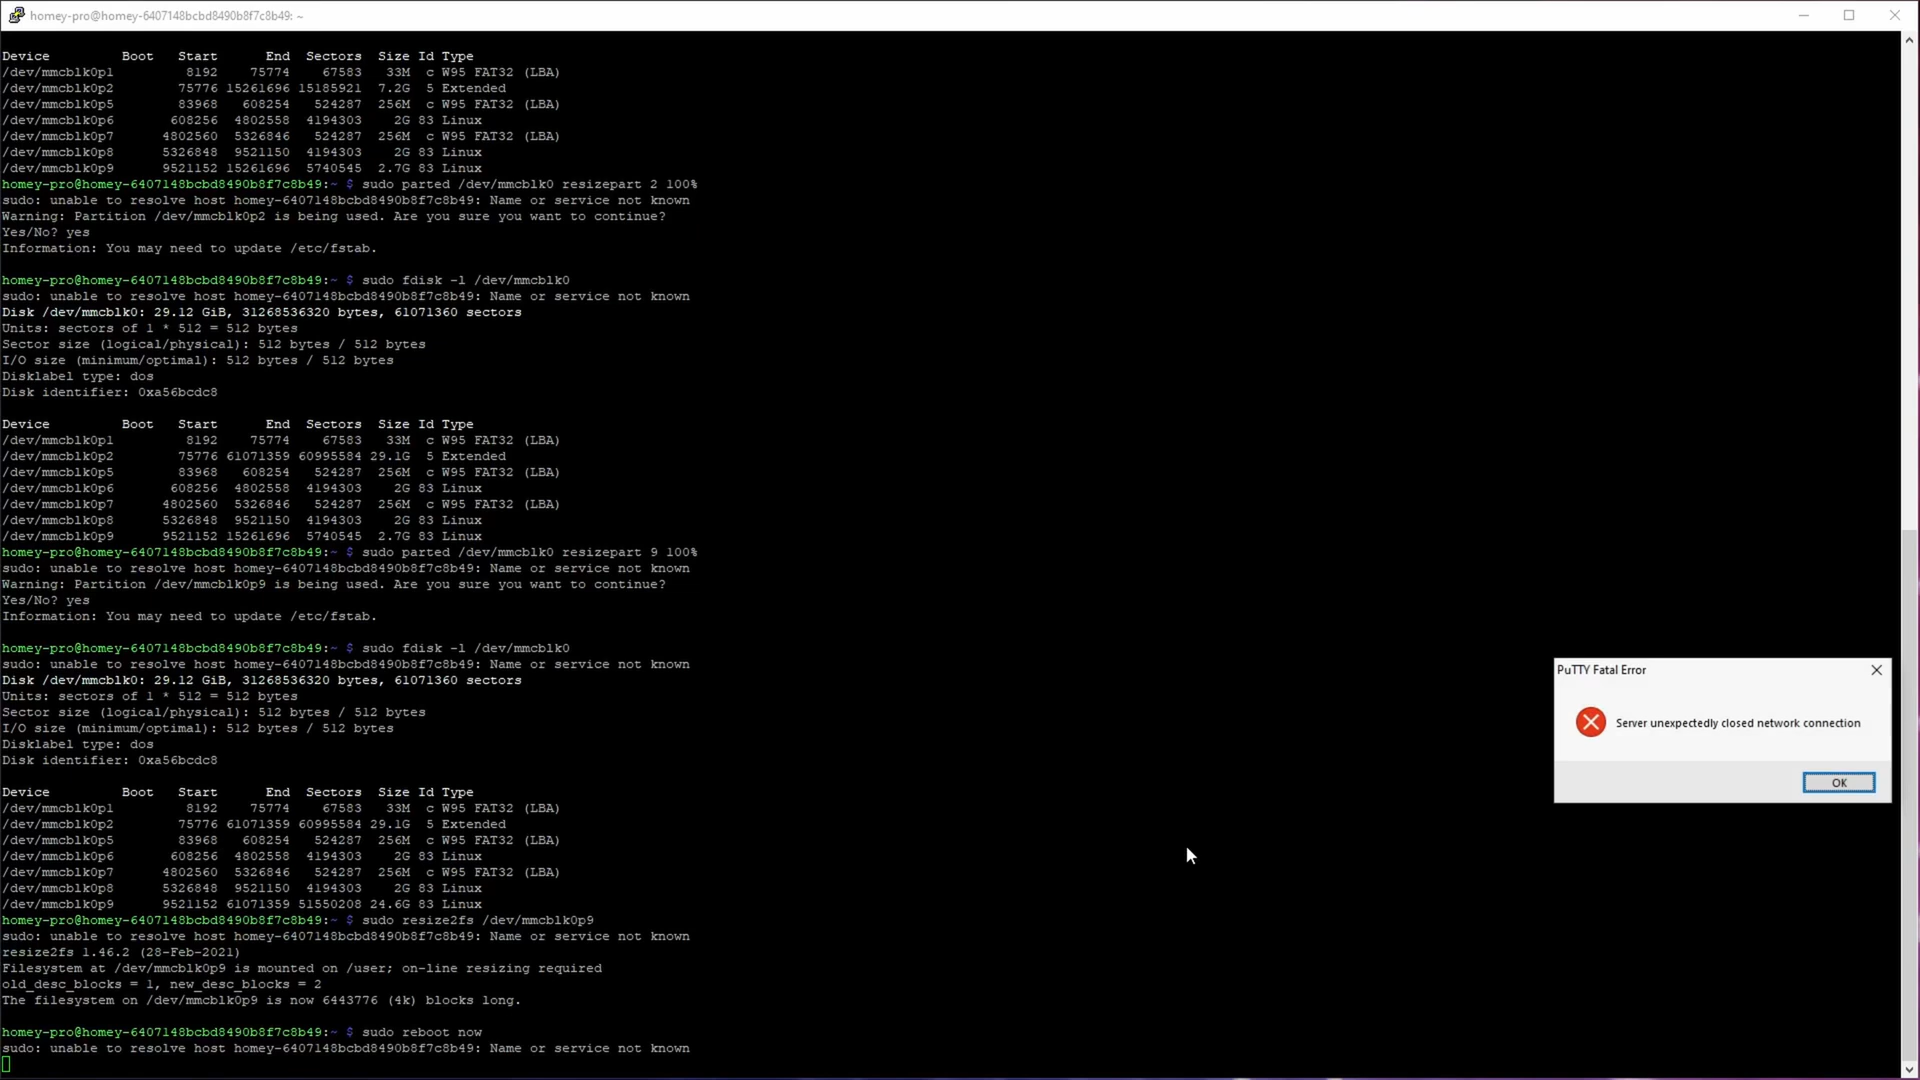 homey-pro@homey-6407148bcbd8490b8f7c8b49: ~
Device         Boot   Start      End  Sectors  Size Id Type
/dev/mmcblk0p1         8192    75774    67583   33M  c W95 FAT32 (LBA)
/dev/mmcblk0p2        75776 15261696 15185921  7.2G  5 Extended
/dev/mmcblk0p5        83968   608254   524287  256M  c W95 FAT32 (LBA)
/dev/mmcblk0p6       608256  4802558  4194303    2G 83 Linux
/dev/mmcblk0p7      4802560  5326846   524287  256M  c W95 FAT32 (LBA)
/dev/mmcblk0p8      5326848  9521150  4194303    2G 83 Linux
/dev/mmcblk0p9      9521152 15261696  5740545  2.7G 83 Linux
homey-pro@homey-6407148bcbd8490b8f7c8b49:~ $ sudo parted /dev/mmcblk0 resizepart 2 100%
sudo: unable to resolve host homey-6407148bcbd8490b8f7c8b49: Name or service not known
Warning: Partition /dev/mmcblk0p2 is being used. Are you sure you want to continue?
Yes/No? yes
Information: You may need to update /etc/fstab.
homey-pro@homey-6407148bcbd8490b8f7c8b49:~ $ sudo fdisk -l /dev/mmcblk0
sudo: unable to resolve host homey-6407148bcbd8490b8f7c8b49: Name or service not known
Disk /dev/mmcblk0: 29.12 GiB, 31268536320 bytes, 61071360 sectors
Units: sectors of 1 * 512 = 512 bytes
Sector size (logical/physical): 512 bytes / 512 bytes
I/O size (minimum/optimal): 512 bytes / 512 bytes
Disklabel type: dos
Disk identifier: 0xa56bcdc8
Device         Boot   Start      End  Sectors  Size Id Type
/dev/mmcblk0p1         8192    75774    67583   33M  c W95 FAT32 (LBA)
/dev/mmcblk0p2        75776 61071359 60995584 29.1G  5 Extended
/dev/mmcblk0p5        83968   608254   524287  256M  c W95 FAT32 (LBA)
/dev/mmcblk0p6       608256  4802558  4194303    2G 83 Linux
/dev/mmcblk0p7      4802560  5326846   524287  256M  c W95 FAT32 (LBA)
/dev/mmcblk0p8      5326848  9521150  4194303    2G 83 Linux
/dev/mmcblk0p9      9521152 15261696  5740545  2.7G 83 Linux
homey-pro@homey-6407148bcbd8490b8f7c8b49:~ $ sudo parted /dev/mmcblk0 resizepart 9 100%
sudo: unable to resolve host homey-6407148bcbd8490b8f7c8b49: Name or service not known
Warning: Partition /dev/mmcblk0p9 is being used. Are you sure you want to continue?
Yes/No? yes
Information: You may need to update /etc/fstab.
homey-pro@homey-6407148bcbd8490b8f7c8b49:~ $ sudo fdisk -l /dev/mmcblk0
sudo: unable to resolve host homey-6407148bcbd8490b8f7c8b49: Name or service not known
Disk /dev/mmcblk0: 29.12 GiB, 31268536320 bytes, 61071360 sectors
Units: sectors of 1 * 512 = 512 bytes
Sector size (logical/physical): 512 bytes / 512 bytes
I/O size (minimum/optimal): 512 bytes / 512 bytes
Disklabel type: dos
Disk identifier: 0xa56bcdc8
Device         Boot   Start      End  Sectors  Size Id Type
/dev/mmcblk0p1         8192    75774    67583   33M  c W95 FAT32 (LBA)
/dev/mmcblk0p2        75776 61071359 60995584 29.1G  5 Extended
/dev/mmcblk0p5        83968   608254   524287  256M  c W95 FAT32 (LBA)
/dev/mmcblk0p6       608256  4802558  4194303    2G 83 Linux
/dev/mmcblk0p7      4802560  5326846   524287  256M  c W95 FAT32 (LBA)
/dev/mmcblk0p8      5326848  9521150  4194303    2G 83 Linux
/dev/mmcblk0p9      9521152 61071359 51550208 24.6G 83 Linux
homey-pro@homey-6407148bcbd8490b8f7c8b49:~ $ sudo resize2fs /dev/mmcblk0p9
sudo: unable to resolve host homey-6407148bcbd8490b8f7c8b49: Name or service not known
resize2fs 1.46.2 (28-Feb-2021)
Filesystem at /dev/mmcblk0p9 is mounted on /user; on-line resizing required
old_desc_blocks = 1, new_desc_blocks = 2
The filesystem on /dev/mmcblk0p9 is now 6443776 (4k) blocks long.
homey-pro@homey-6407148bcbd8490b8f7c8b49:~ $ sudo reboot now
sudo: unable to resolve host homey-6407148bcbd8490b8f7c8b49: Name or service not known
PuTTY Fatal Error
Server unexpectedly closed network connection
OK